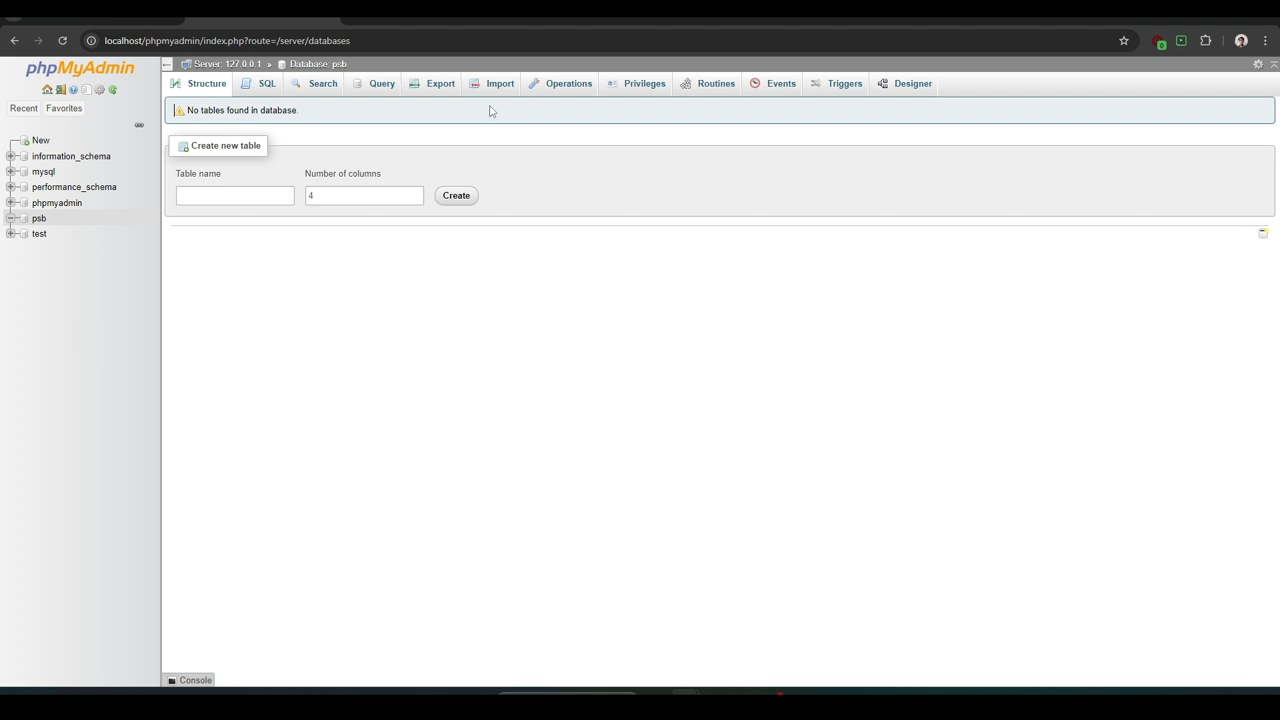 localhost/phpmyadmin/index.php?route=/server/databases
0
phpMyAdmin
Server: 127.0.0.1 » Database: psb
Structure SQL Search Query Export Import Operations Privileges Routines Events Triggers Designer
Recent Favorites
No tables found in database.
New
information_schema
mysql
performance_schema
phpmyadmin
psb
test
Create new table
Table name Number of columns
4 Create
Console